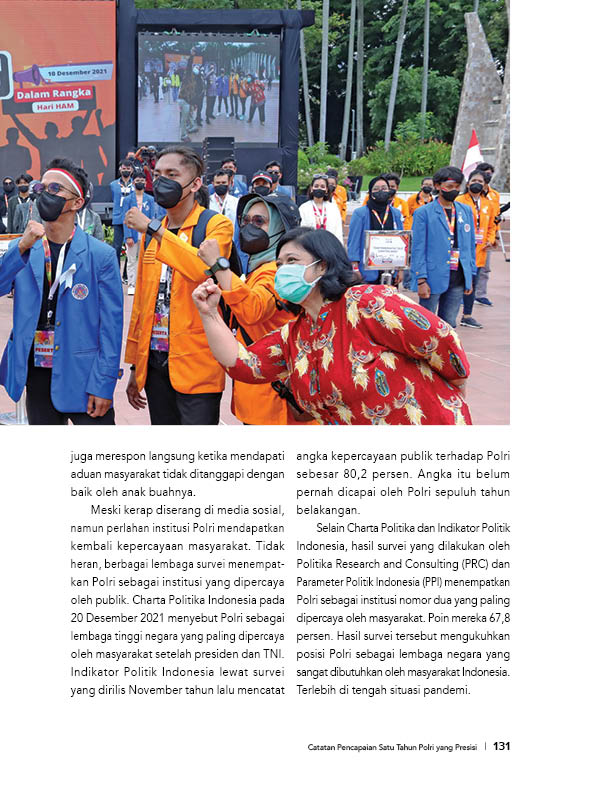 10 Desember 2021
Dalam Rangka
Hari HAM
PESERTA
juga merespon langsung ketika mendapati
aduan masyarakat tidak ditanggapi dengan
baik oleh anak buahnya.
Meski kerap diserang di media sosial,
namun perlahan institusi Polri mendapatkan
kembali kepercayaan masyarakat. Tidak
heran, berbagai lembaga survei menempat-
kan Polri sebagai institusi yang dipercaya
oleh publik. Charta Politika Indonesia pada
20 Desember 2021 menyebut Polri sebagai
lembaga tinggi negara yang paling dipercaya
oleh masyarakat setelah presiden dan TNI.
Indikator Politik Indonesia lewat survei
yang dirilis November tahun lalu mencatat
angka kepercayaan publik terhadap Polri
sebesar 80,2 persen. Angka itu belum
pernah dicapai oleh Polri sepuluh tahun
belakangan.
Selain Charta Politika dan Indikator Politik
Indonesia, hasil survei yang dilakukan oleh
Politika Research and Consulting (PRC) dan
Parameter Politik Indonesia (PPI) menempatkan
Polri sebagai institusi nomor dua yang paling
dipercaya oleh masyarakat. Poin mereka 67,8
persen. Hasil survei tersebut mengukuhkan
posisi Polri sebagai lembaga negara yang
sangat dibutuhkan oleh masyarakat Indonesia.
Terlebih di tengah situasi pandemi.
Catatan Pencapaian Satu Tahun Polri yang Presisi | 131